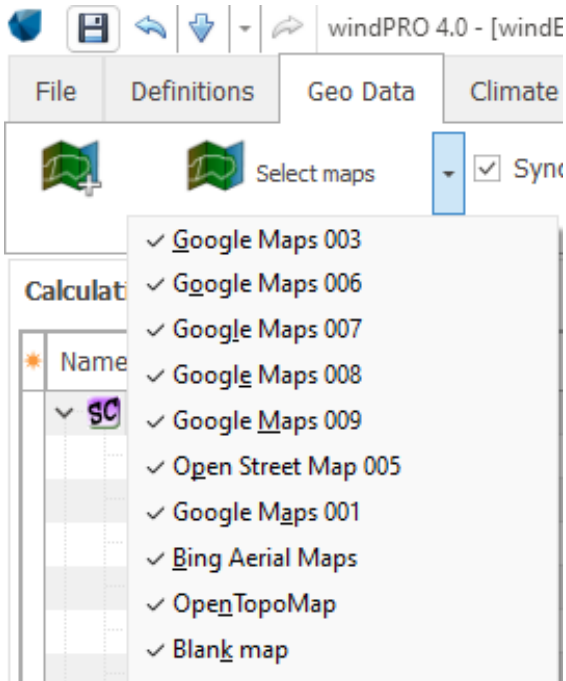 windPRO 4.0 - [windE
File Definitions Geo Data Climate
Select maps Sync
Google Maps 003
Calculati Google Maps 006
Google Maps 007
Name Google Maps 008
SC Google Maps 009
Open Street Map 005
Google Maps 001
Bing Aerial Maps
OpenTopoMap
Blank map